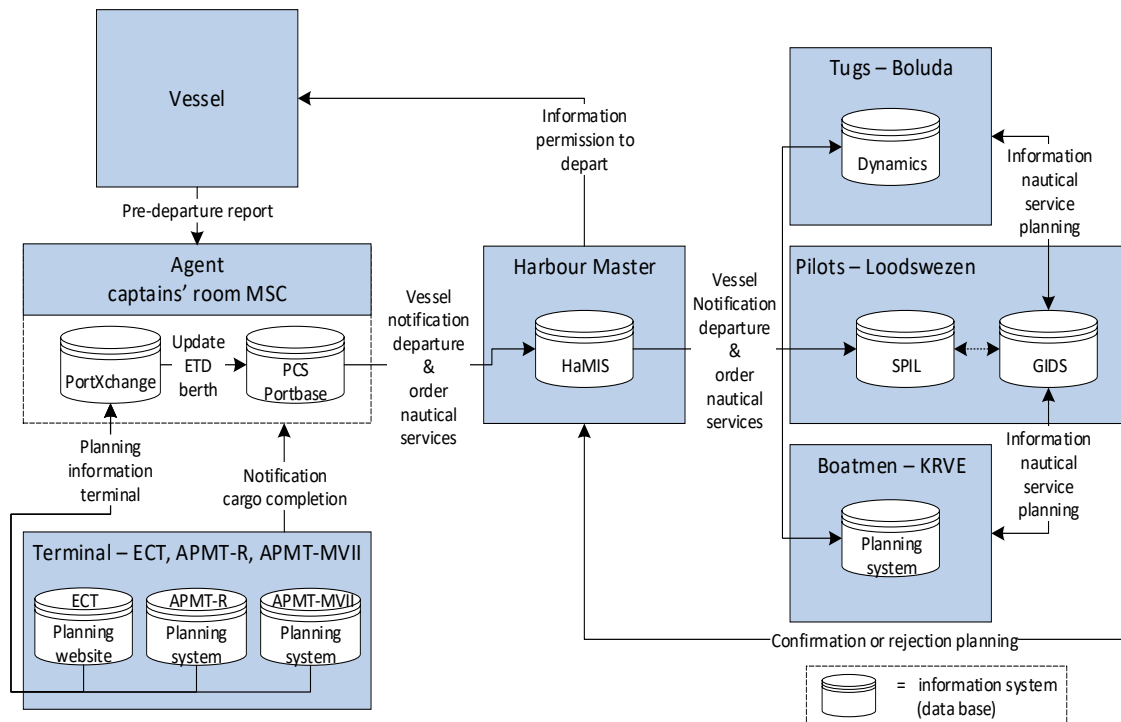 Vessel
Information
permission to
depart
Pre-departure report
Agent
captains' room MSC
PortXchange
Update
ETD
berth
PCS
Portbase
Vessel
notification
departure
&
order
nautical
services
Harbour Master
HaMIS
Vessel
Notification
departure
&
order
nautical
services
Tugs – Boluda
Dynamics
Information
nautical
service
planning
Pilots – Loodswezen
SPIL
GIDS
Information
nautical
service
planning
Boatmen – KRVE
Planning
system
Planning
information
terminal
Notification
cargo completion
Terminal – ECT, APMT-R, APMT-MVII
ECT
Planning
website
APMT-R
Planning
system
APMT-MVII
Planning
system
Confirmation or rejection planning
= information system
(data base)